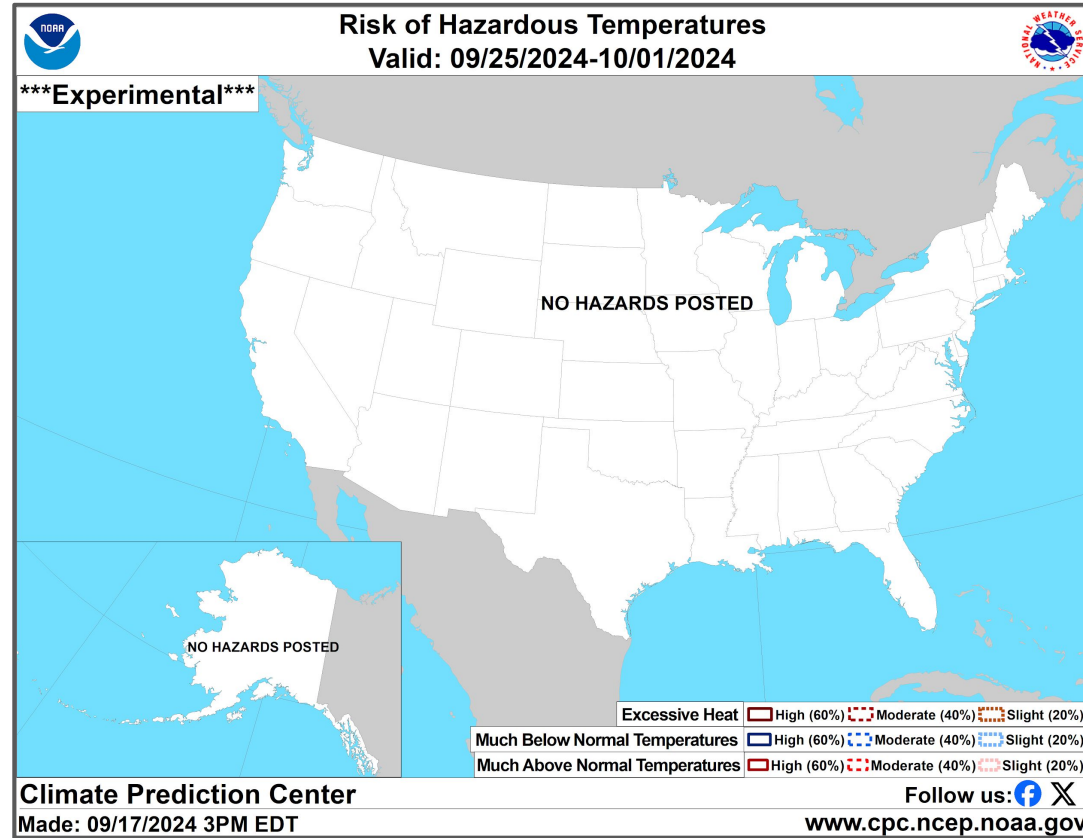 NOAA
Risk of Hazardous Temperatures
Valid: 09/25/2024-10/01/2024
NATIONAL WEATHER SERVICE
***Experimental***
NO HAZARDS POSTED
NO HAZARDS POSTED
Excessive Heat High (60%) Moderate (40%) Slight (20%)
Much Below Normal Temperatures High (60%) Moderate (40%) Slight (20%)
Much Above Normal Temperatures High (60%) Moderate (40%) Slight (20%)
Climate Prediction Center
Follow us:
Made: 09/17/2024 3PM EDT
www.cpc.ncep.noaa.gov